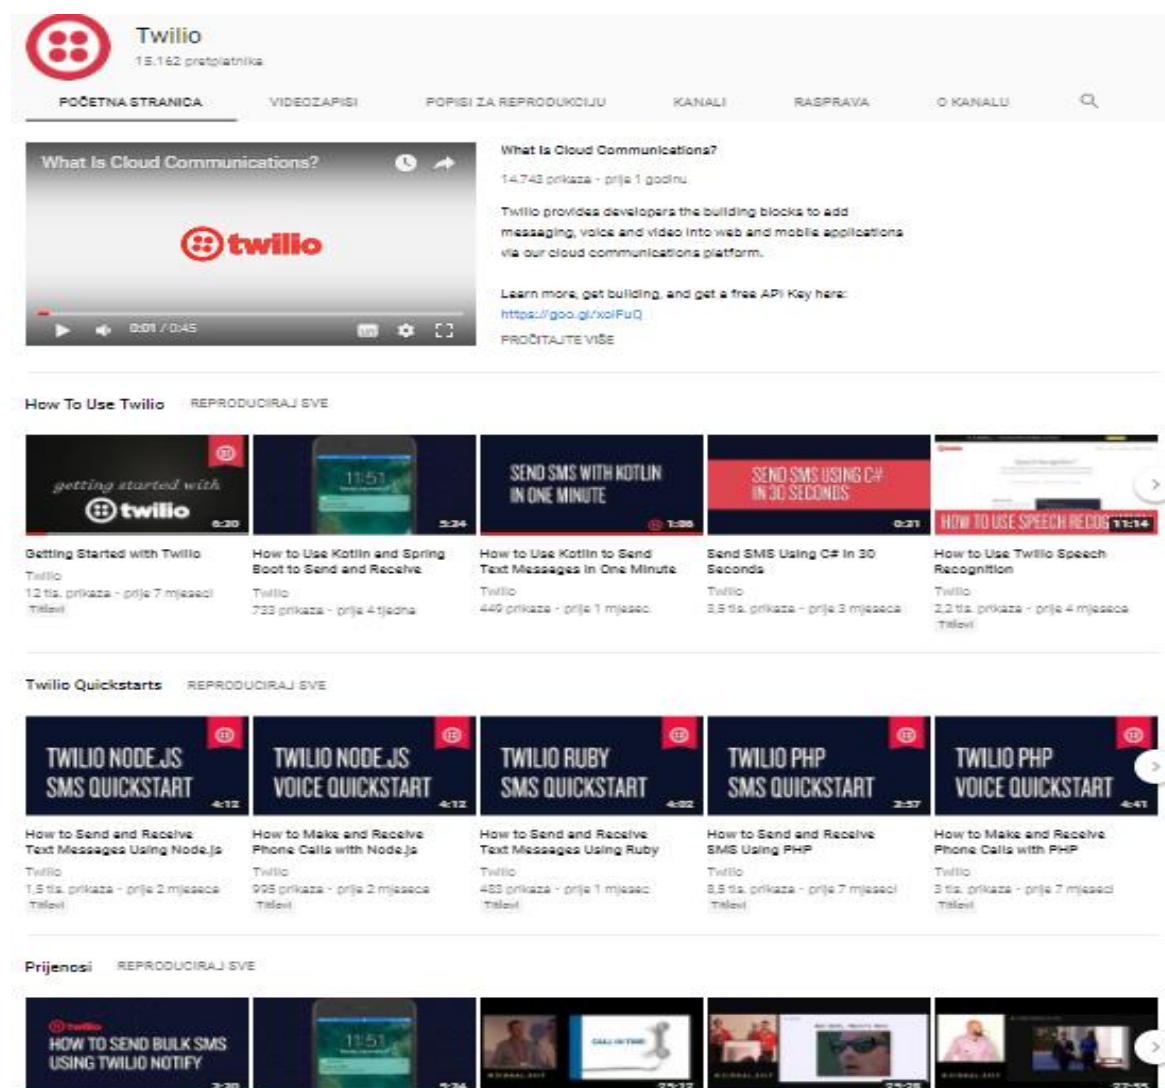 Twilio
15.162 pretplatnika
POČETNA STRANICA VIDEOZAPISI POPISI ZA REPRODUKCIJU KANALI RASPRAVA O KANALU
What Is Cloud Communications?
twilio
0:01 / 0:45
What Is Cloud Communications?
14.743 prikaza - prije 1 godinu
Twilio provides developers the building blocks to add
messaging, voice and video into web and mobile applications
via our cloud communications platform.
Learn more, get building, and get a free API Key here:
https://goo.gl/xolFuQ
PROČITAJTE VIŠE
How To Use Twilio REPRODUCIRAJ SVE
getting started with
twilio
6:20
11:51
5:34
SEND SMS WITH KOTLIN
IN ONE MINUTE
1:06
SEND SMS USING C#
IN 30 SECONDS
0:31
HOW TO USE SPEECH RECOG
11:14
Getting Started with Twilio
Twilio
12 tis. prikaza - prije 7 mjeseci
Titlovi
How to Use Kotlin and Spring
Boot to Send and Receive
Twilio
733 prikaza - prije 4 tjedna
How to Use Kotlin to Send
Text Messages in One Minute
Twilio
449 prikaza - prije 1 mjesec
Send SMS Using C# in 30
Seconds
Twilio
3,5 tis. prikaza - prije 3 mjeseca
How to Use Twilio Speech
Recognition
Twilio
2,2 tis. prikaza - prije 4 mjeseca
Titlovi
Twilio Quickstarts REPRODUCIRAJ SVE
TWILIO NODE.JS
SMS QUICKSTART
4:12
TWILIO NODE.JS
VOICE QUICKSTART
4:12
TWILIO RUBY
SMS QUICKSTART
4:02
TWILIO PHP
SMS QUICKSTART
2:57
TWILIO PHP
VOICE QUICKSTART
4:41
How to Send and Receive
Text Messages Using Node.js
Twilio
1,5 tis. prikaza - prije 2 mjeseca
Titlovi
How to Make and Receive
Phone Calls with Node.js
Twilio
995 prikaza - prije 2 mjeseca
Titlovi
How to Send and Receive
Text Messages Using Ruby
Twilio
483 prikaza - prije 1 mjesec
Titlovi
How to Send and Receive
SMS Using PHP
Twilio
8,5 tis. prikaza - prije 7 mjeseci
Titlovi
How to Make and Receive
Phone Calls with PHP
Twilio
3 tis. prikaza - prije 7 mjeseci
Titlovi
Prijenosi REPRODUCIRAJ SVE
twilio
HOW TO SEND BULK SMS
USING TWILIO NOTIFY
11:51
CALL IN TIME